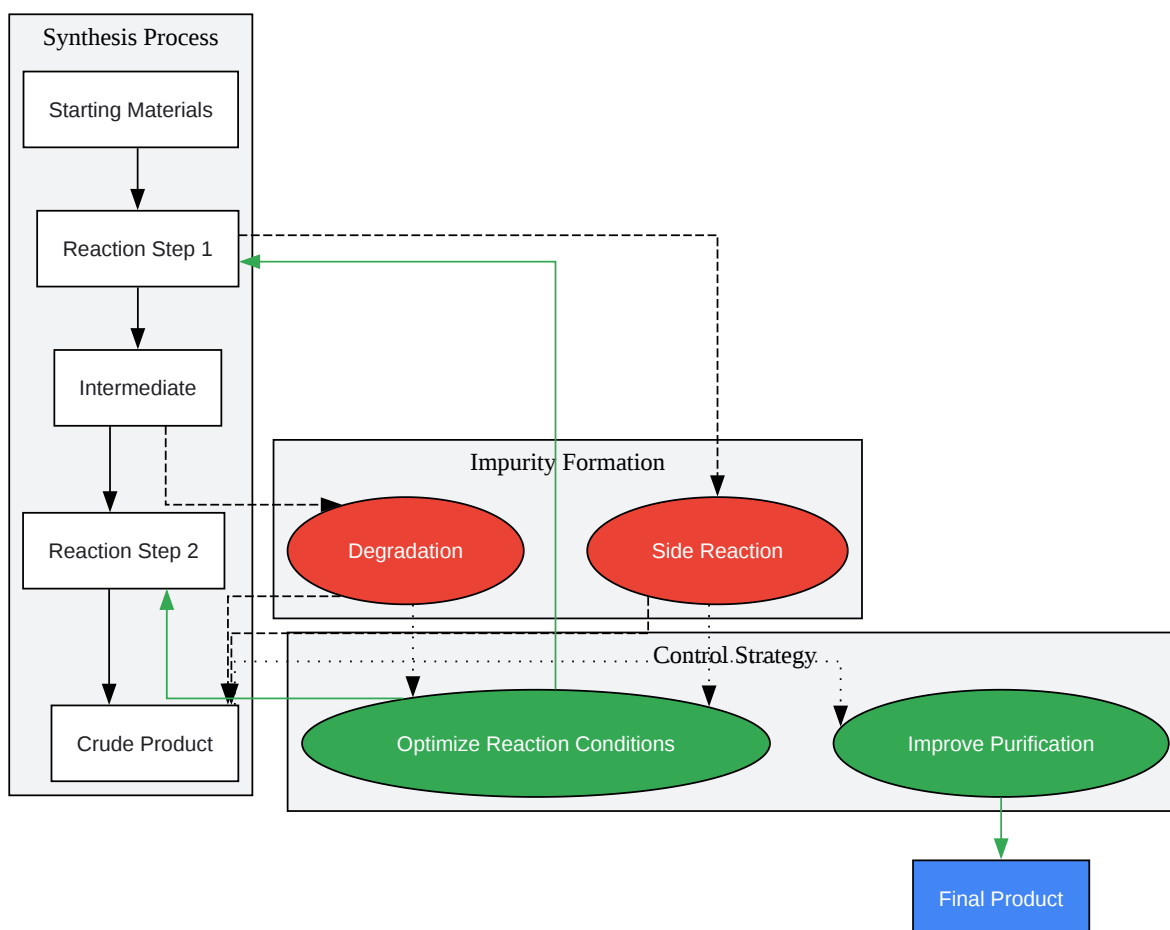 Synthesis Process
Starting Materials
Reaction Step 1
Intermediate
Impurity Formation
Reaction Step 2
Degradation
Side Reaction
Control Strategy
Crude Product
Optimize Reaction Conditions
Improve Purification
Final Product